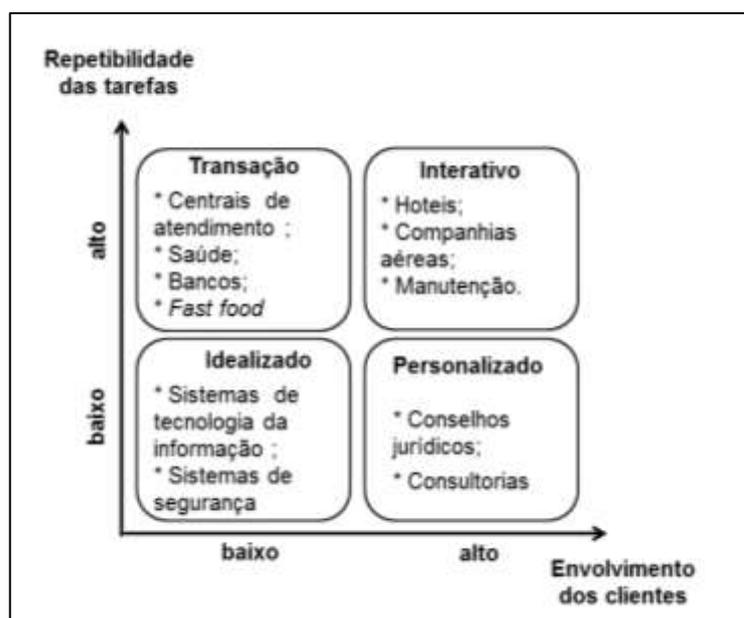 Repetibilidade
das tarefas
alto
baixo
Transação
* Centrais de
atendimento ;
* Saúde;
* Bancos;
* Fast food
Interativo
* Hoteis;
* Companhias
aéreas;
* Manutenção.
Idealizado
* Sistemas de
tecnologia da
informação ;
* Sistemas de
segurança
Personalizado
* Conselhos
jurídicos;
* Consultorias
baixo
alto
Envolvimento
dos clientes